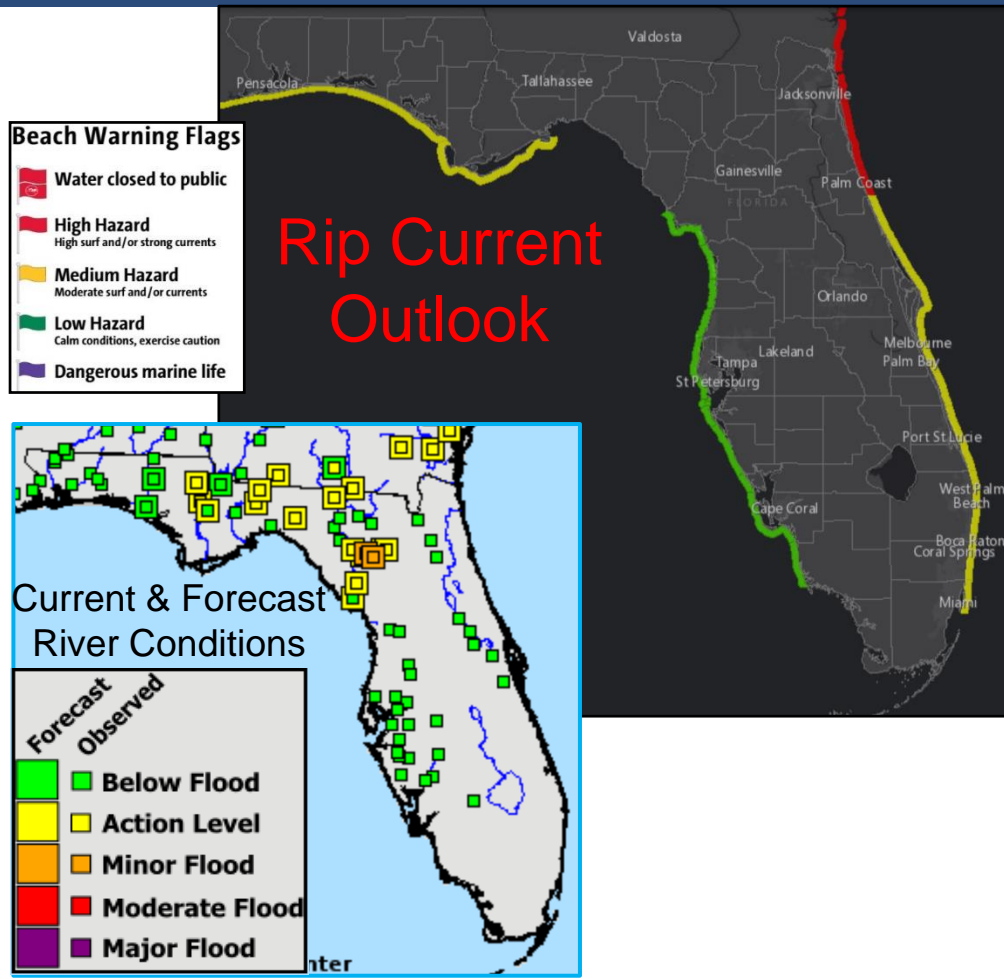 Valdosta
Pensacola
Tallahassee
Jacksonville
Gainesville
Palm Coast
FLORIDA
Orlando
Melbourne
Palm Bay
Lakeland
Tampa
St Petersburg
Port St Lucie
West Palm
Beach
Cape Coral
Boca Raton
Coral Springs
Miami
Rip Current
Outlook
Beach Warning Flags
Water closed to public
High Hazard
High surf and/or strong currents
Medium Hazard
Moderate surf and/or currents
Low Hazard
Calm conditions, exercise caution
Dangerous marine life
Current & Forecast
River Conditions
Forecast
Observed
Below Flood
Action Level
Minor Flood
Moderate Flood
Major Flood
nter